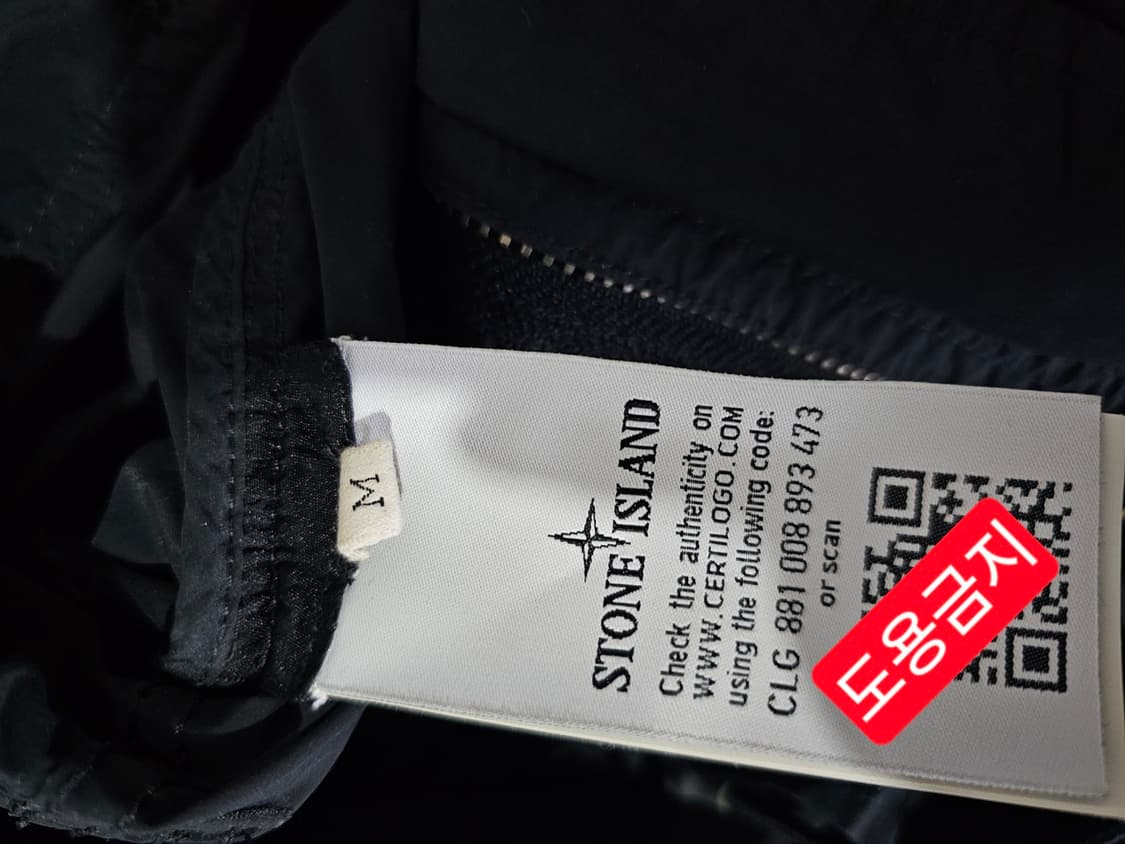 M
STONE ISLAND
Check the authenticity on
WWW.CERTILOGO.COM
using the following code:
CLG 881 008 893 473
or scan
도용금지